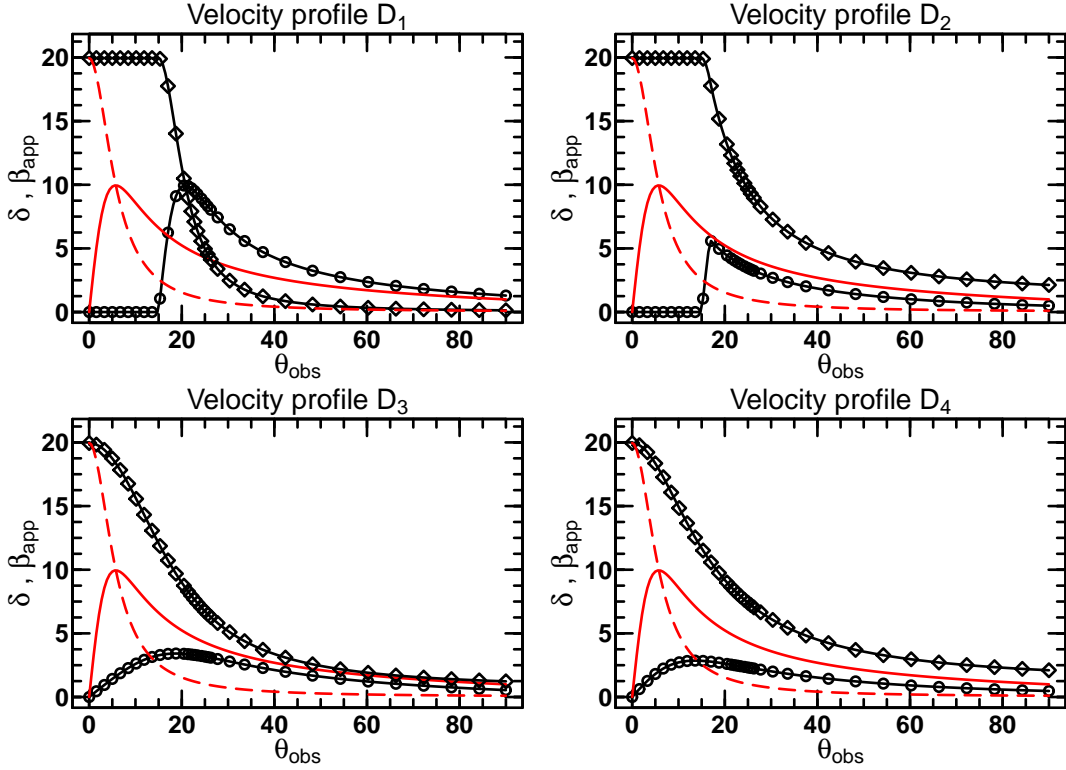 Velocity profile D₁
Velocity profile D₂
20
15
10
5
0
δ , βapp
0 20 40 60 80
θobs
20
15
10
5
0
δ , βapp
0 20 40 60 80
θobs
Velocity profile D₃
Velocity profile D₄
20
15
10
5
0
δ , βapp
0 20 40 60 80
θobs
20
15
10
5
0
δ , βapp
0 20 40 60 80
θobs